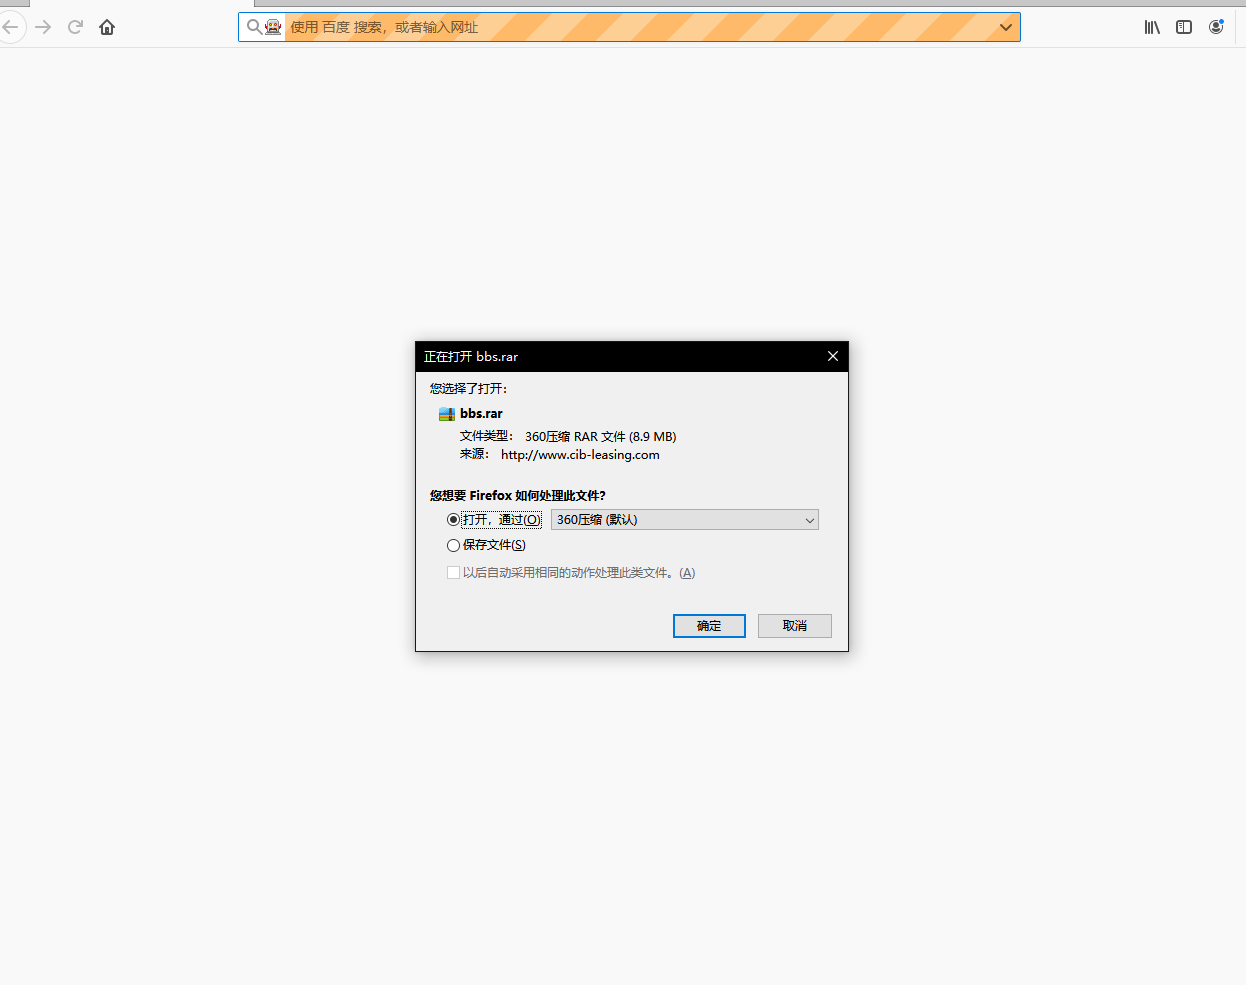 使用 百度 搜索，或者输入网址
正在打开 bbs.rar
您选择了打开：
bbs.rar
文件类型： 360压缩 RAR 文件 (8.9 MB)
来源： http://www.cib-leasing.com
您想要 Firefox 如何处理此文件?
打开，通过(O) 360压缩 (默认)
保存文件(S)
以后自动采用相同的动作处理此类文件。(A)
确定 取消